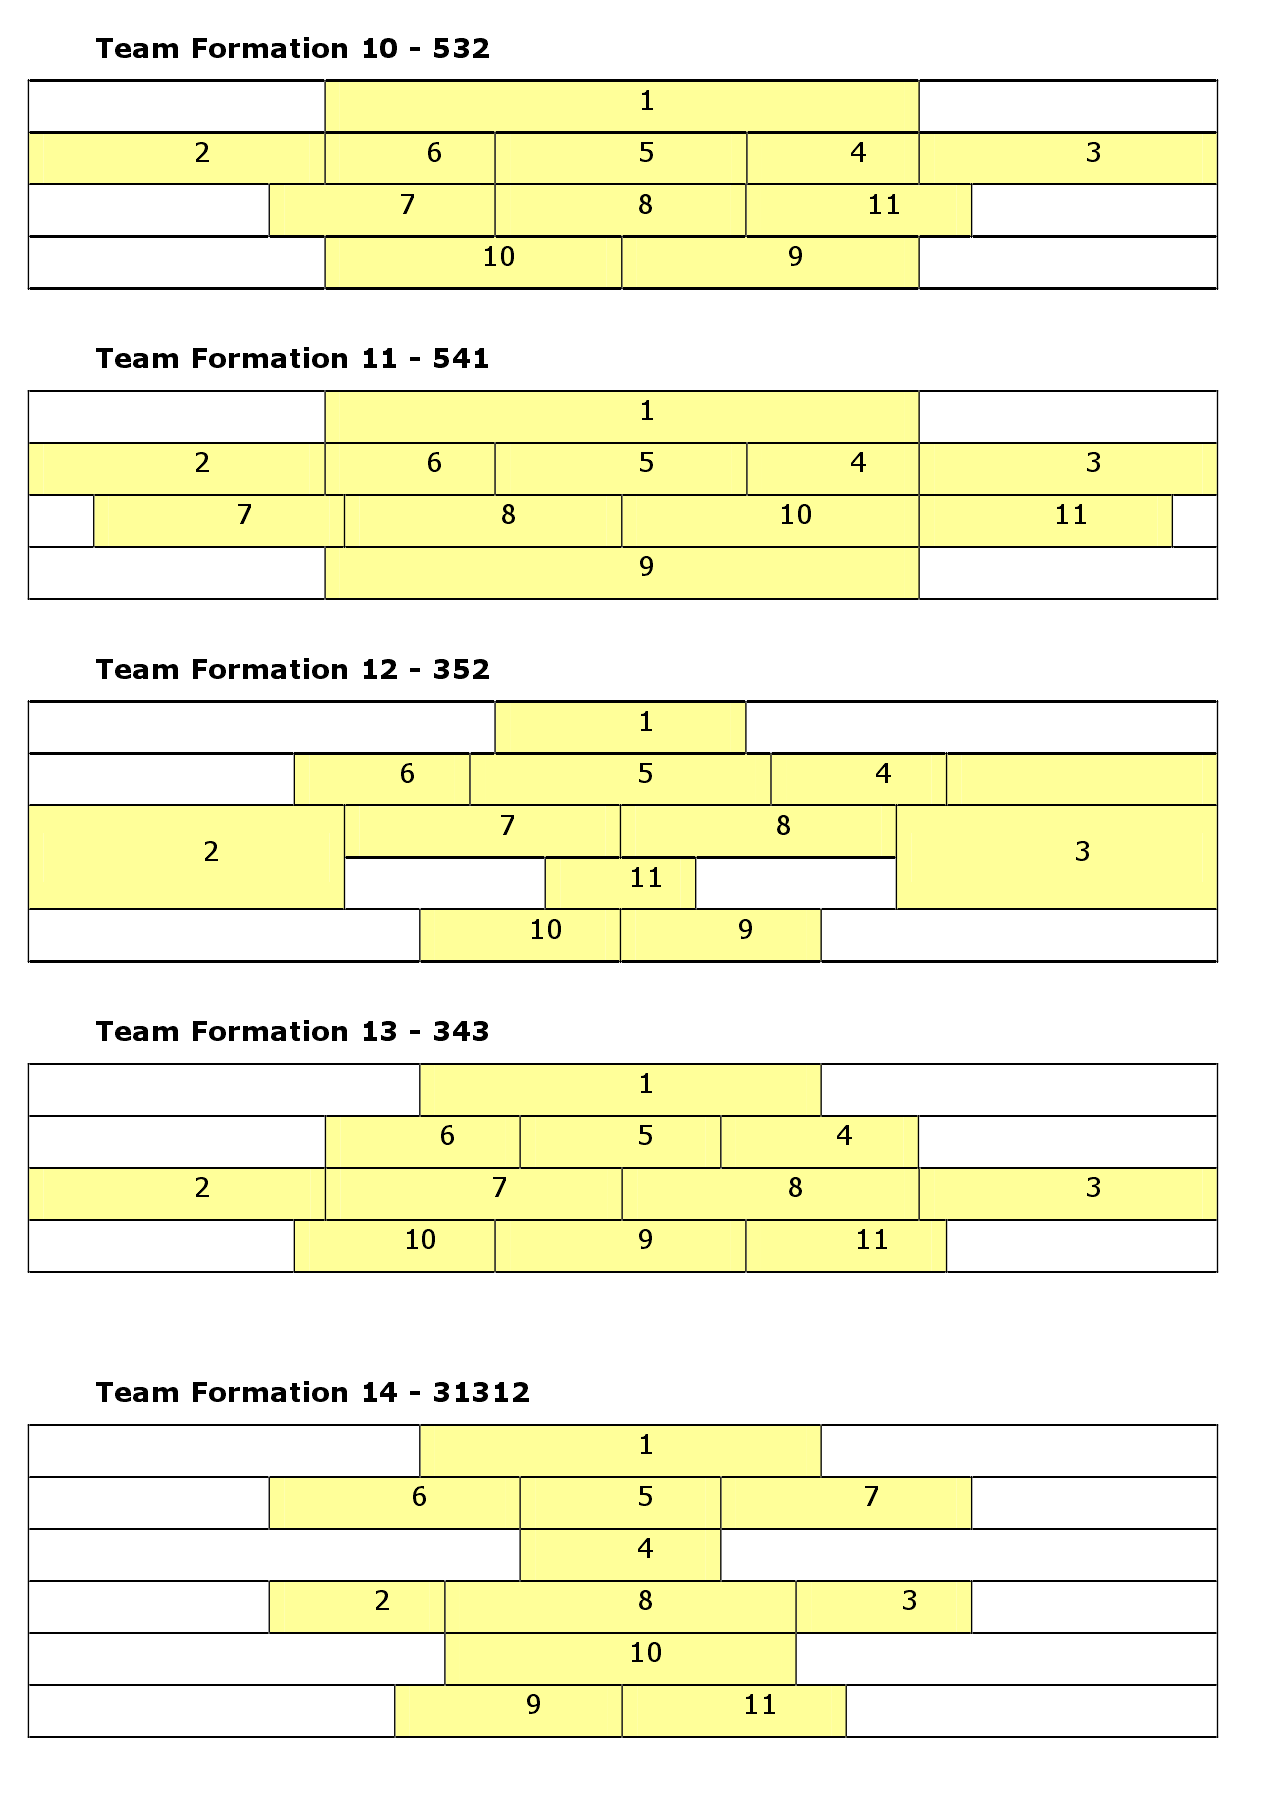 Team Formation 10 - 532
1
2 6 5 4 3
7 8 11
10 9
Team Formation 11 - 541
1
2 6 5 4 3
7 8 10 11
9
Team Formation 12 - 352
1
6 5 4
7 8
2 3
11
10 9
Team Formation 13 - 343
1
6 5 4
2 7 8 3
10 9 11
Team Formation 14 - 31312
1
6 5 7
4
2 8 3
10
9 11